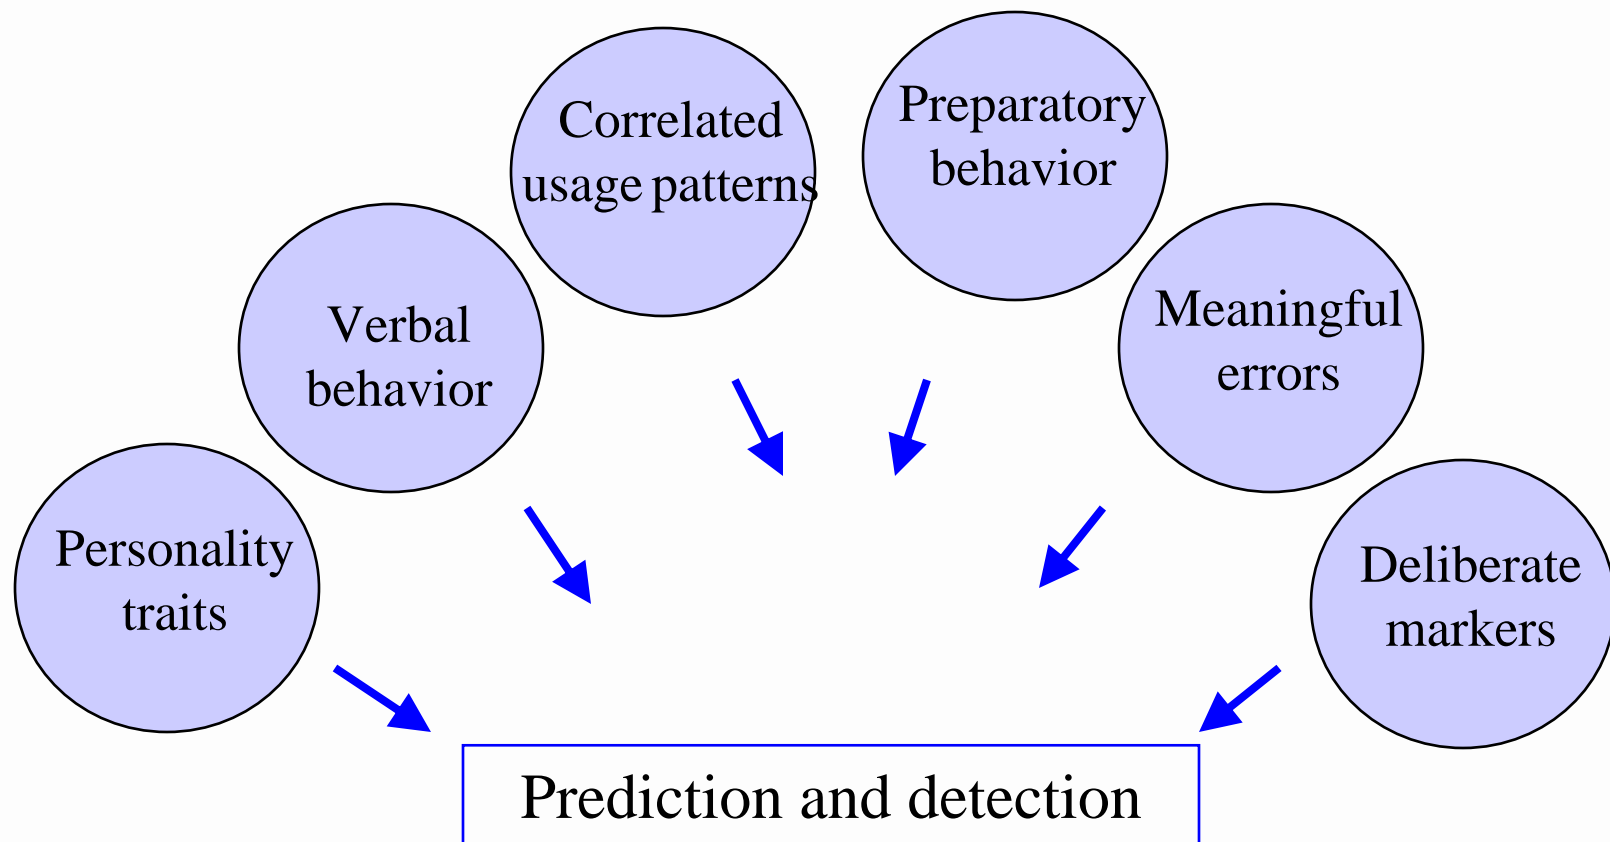 Personality
traits
Verbal
behavior
Correlated
usage patterns
Preparatory
behavior
Meaningful
errors
Deliberate
markers
Prediction and detection